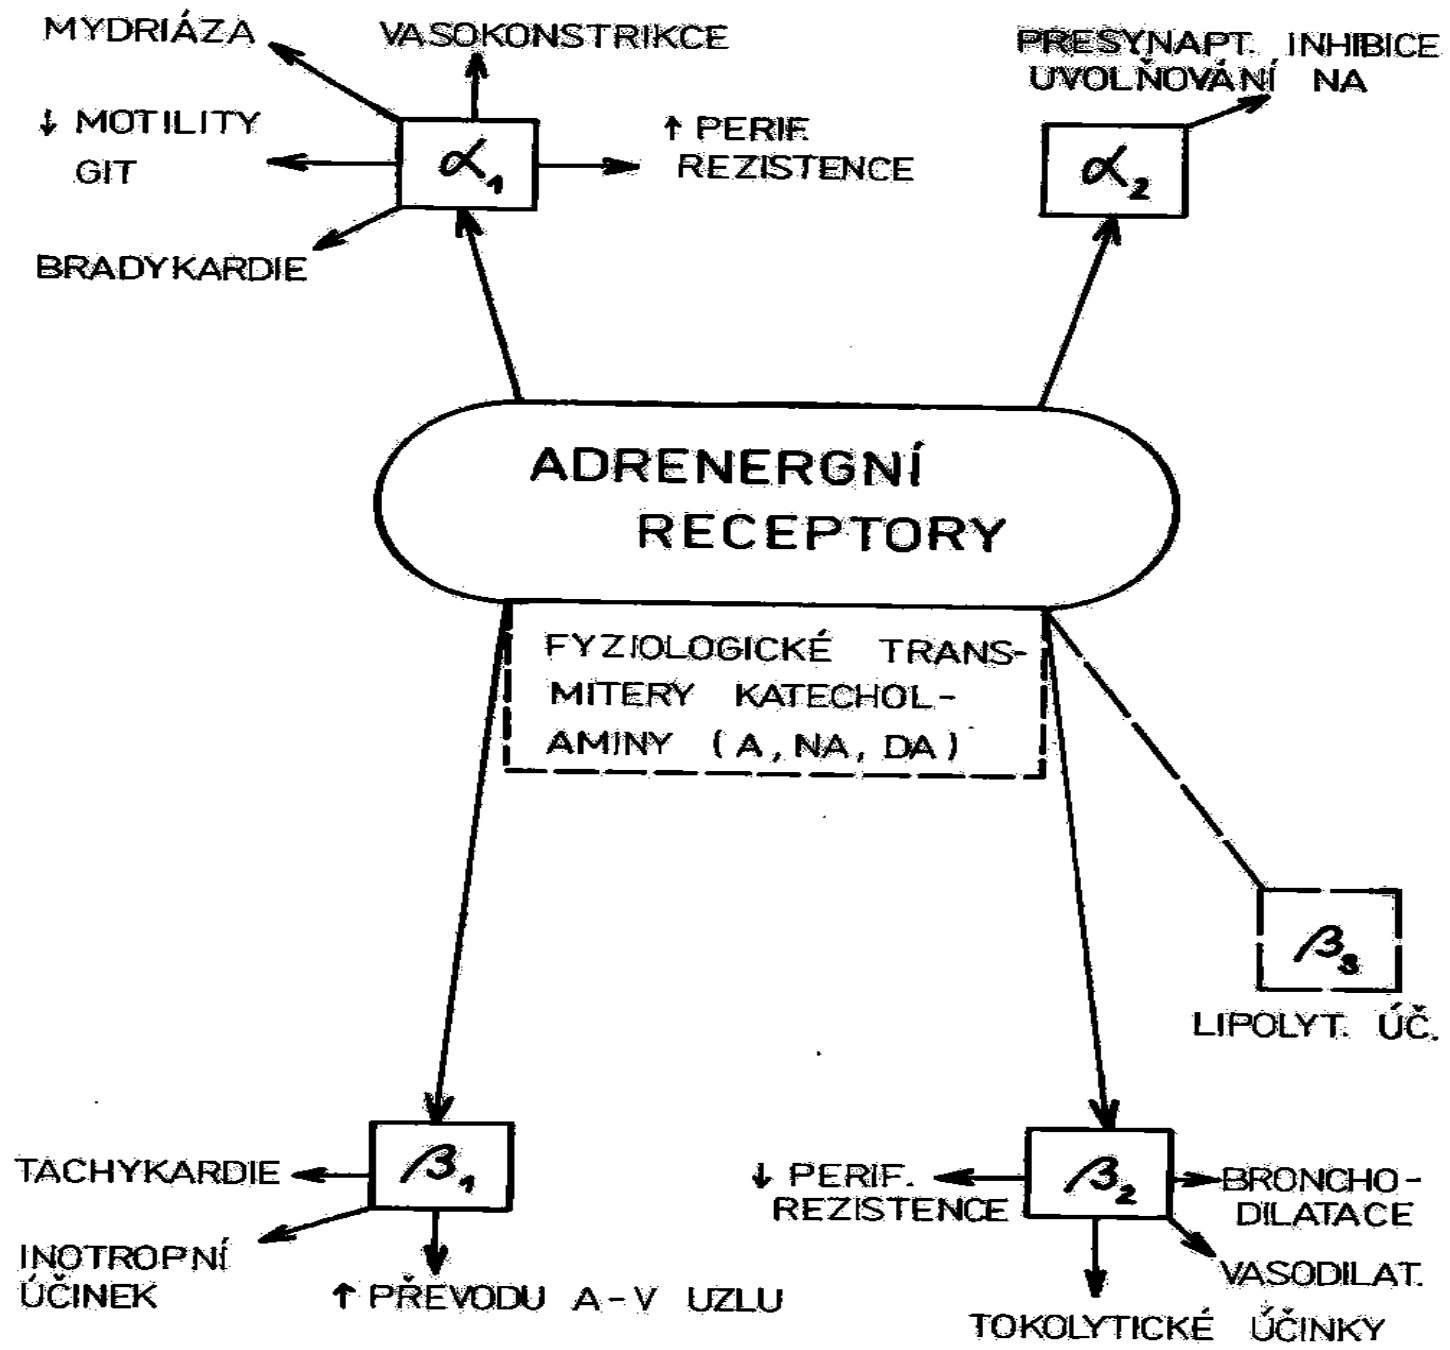 MYDRIÁZA
VASOKONSTRIKCE
↓ MOTILITY
GIT
α1
↑ PERIF.
REZISTENCE
BRADYKARDIE
PRESYNAPT. INHIBICE
UVOLŇOVÁNÍ NA
α2
ADRENERGNÍ
RECEPTORY
FYZIOLOGICKÉ TRANS-
MITERY KATECHOL-
AMINY (A, NA, DA)
β3
LIPOLYT. ÚČ.
TACHYKARDIE
β1
INOTROPNÍ
ÚČINEK
↑ PŘEVODU A-V UZLU
↓ PERIF.
REZISTENCE
β2
BRONCHO-
DILATACE
VASODILAT.
TOKOLYTICKÉ ÚČINKY